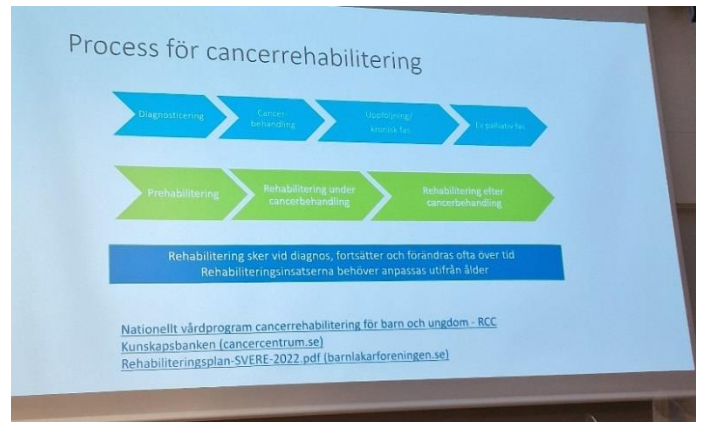 Process för cancerrehabilitering
Diagnosticering
Cancer-
behandling
Uppföljning/
kronisk fas
Ev palliativ fas
Prehabilitering
Rehabilitering under
cancerbehandling
Rehabilitering efter
cancerbehandling
Rehabilitering sker vid diagnos, fortsätter och förändras ofta över tid
Rehabiliteringsinsatserna behöver anpassas utifrån ålder
Nationellt vårdprogram cancerrehabilitering för barn och ungdom - RCC
Kunskapsbanken (cancercentrum.se)
Rehabiliteringsplan-SVERE-2022.pdf (barnlakarforeningen.se)